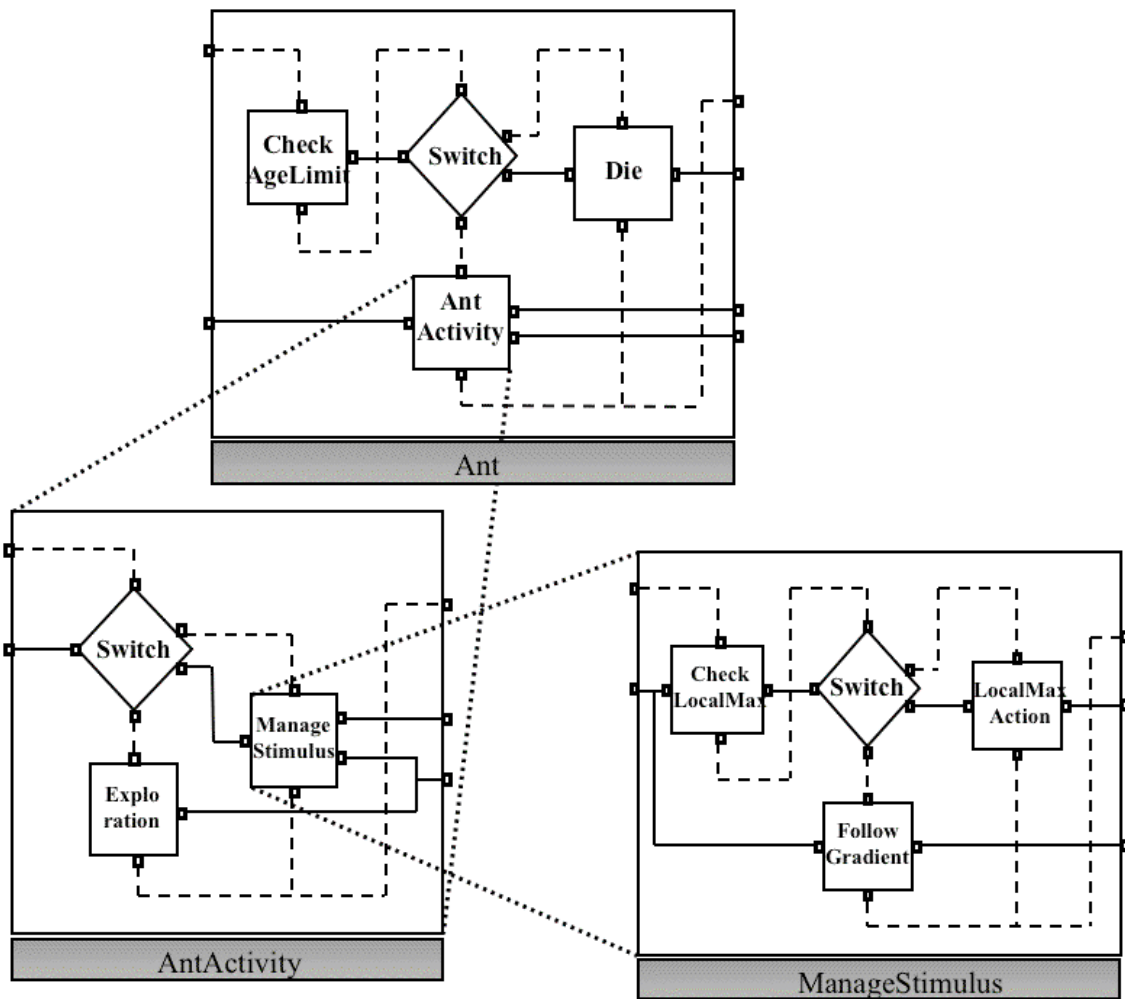 Check
AgeLimit
Switch
Die
Ant
Activity
Ant
Switch
Manage
Stimulus
Explo
ration
AntActivity
Check
LocalMax
Switch
LocalMax
Action
Follow
Gradient
ManageStimulus